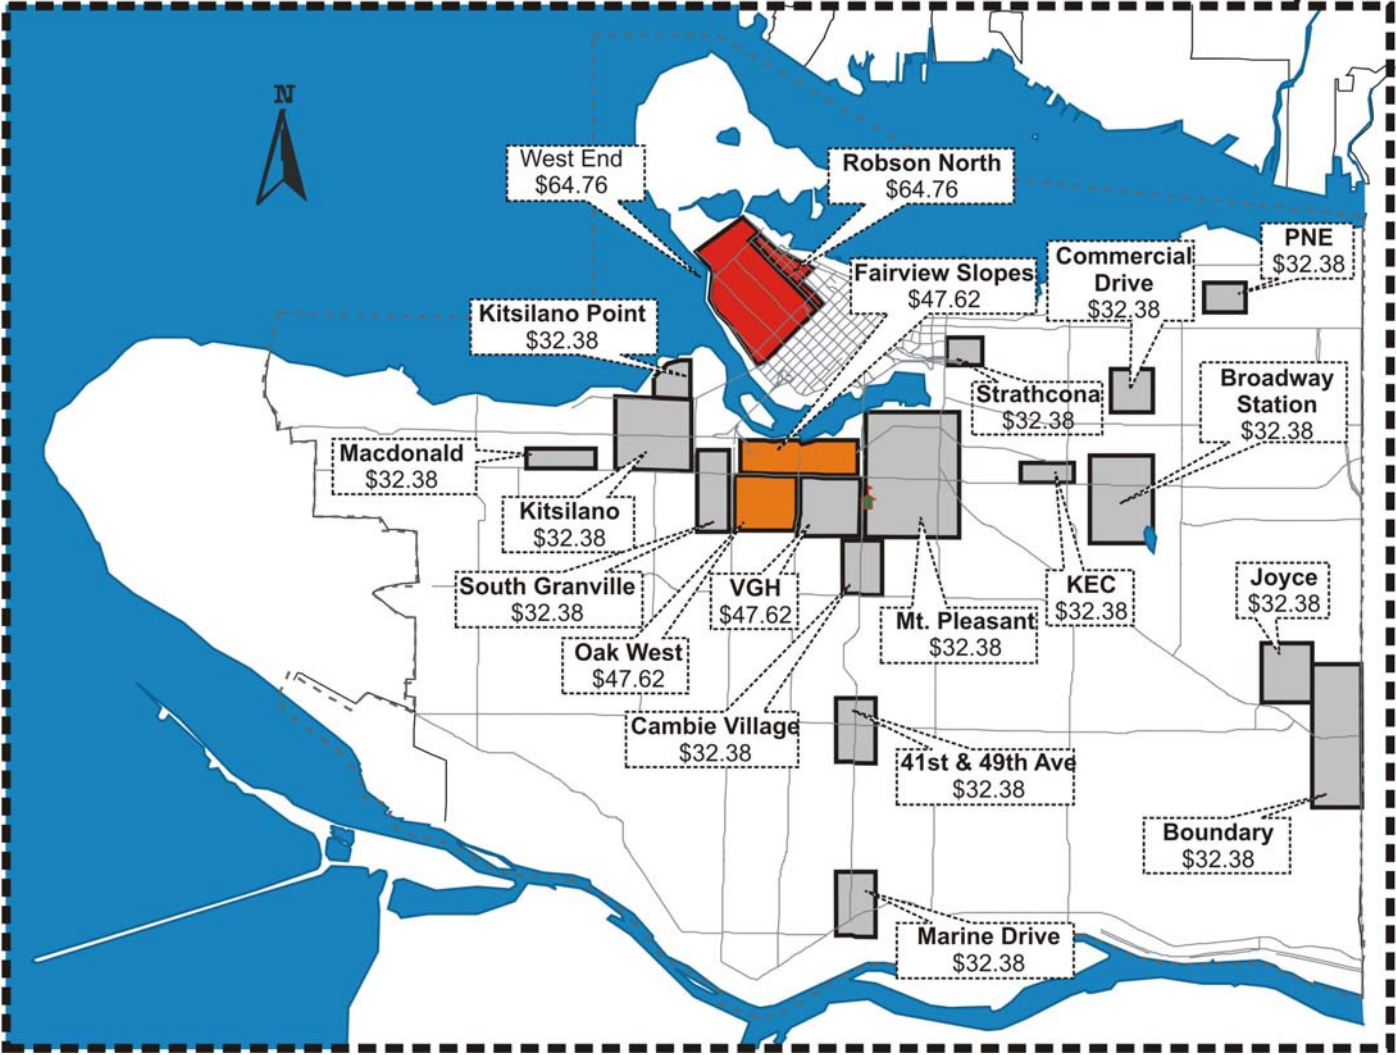 N
West End
$64.76
Robson North
$64.76
PNE
$32.38
Commercial
Drive
$32.38
Fairview Slopes
$47.62
Kitsilano Point
$32.38
Strathcona
$32.38
Broadway
Station
$32.38
Macdonald
$32.38
Kitsilano
$32.38
South Granville
$32.38
VGH
$47.62
KEC
$32.38
Joyce
$32.38
Mt. Pleasant
$32.38
Oak West
$47.62
Cambie Village
$32.38
41st & 49th Ave
$32.38
Boundary
$32.38
Marine Drive
$32.38